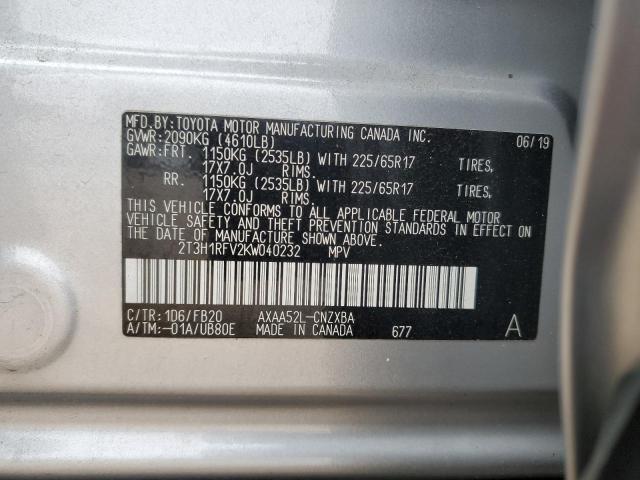 MFD.BY:TOYOTA MOTOR MANUFACTURING CANADA INC. 06/19
GVWR:2090KG (4610LB)
GAWR:FRT. 1150KG (2535LB) WITH 225/65R17 TIRES,
17X7.0J RIMS.
RR. 1150KG (2535LB) WITH 225/65R17 TIRES,
17X7.0J RIMS.
THIS VEHICLE CONFORMS TO ALL APPLICABLE FEDERAL MOTOR
VEHICLE SAFETY AND THEFT PREVENTION STANDARDS IN EFFECT ON
THE DATE OF MANUFACTURE SHOWN ABOVE.
2T3H1RFV2KW040232 MPV
C/TR: 1D6/FB20 AXAA52L-CNZXBA
A/TM:-01A/UB80E MADE IN CANADA 677 A